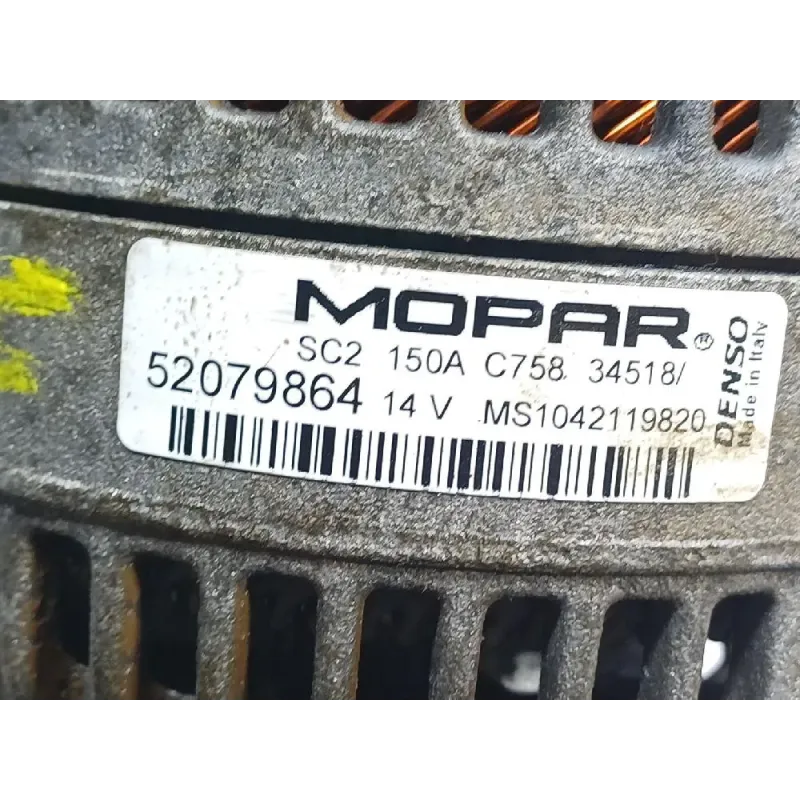 MOPAR
SC2 150A C758 34518/
52079864 14 V MS1042119820
DENSO
Made in Italy